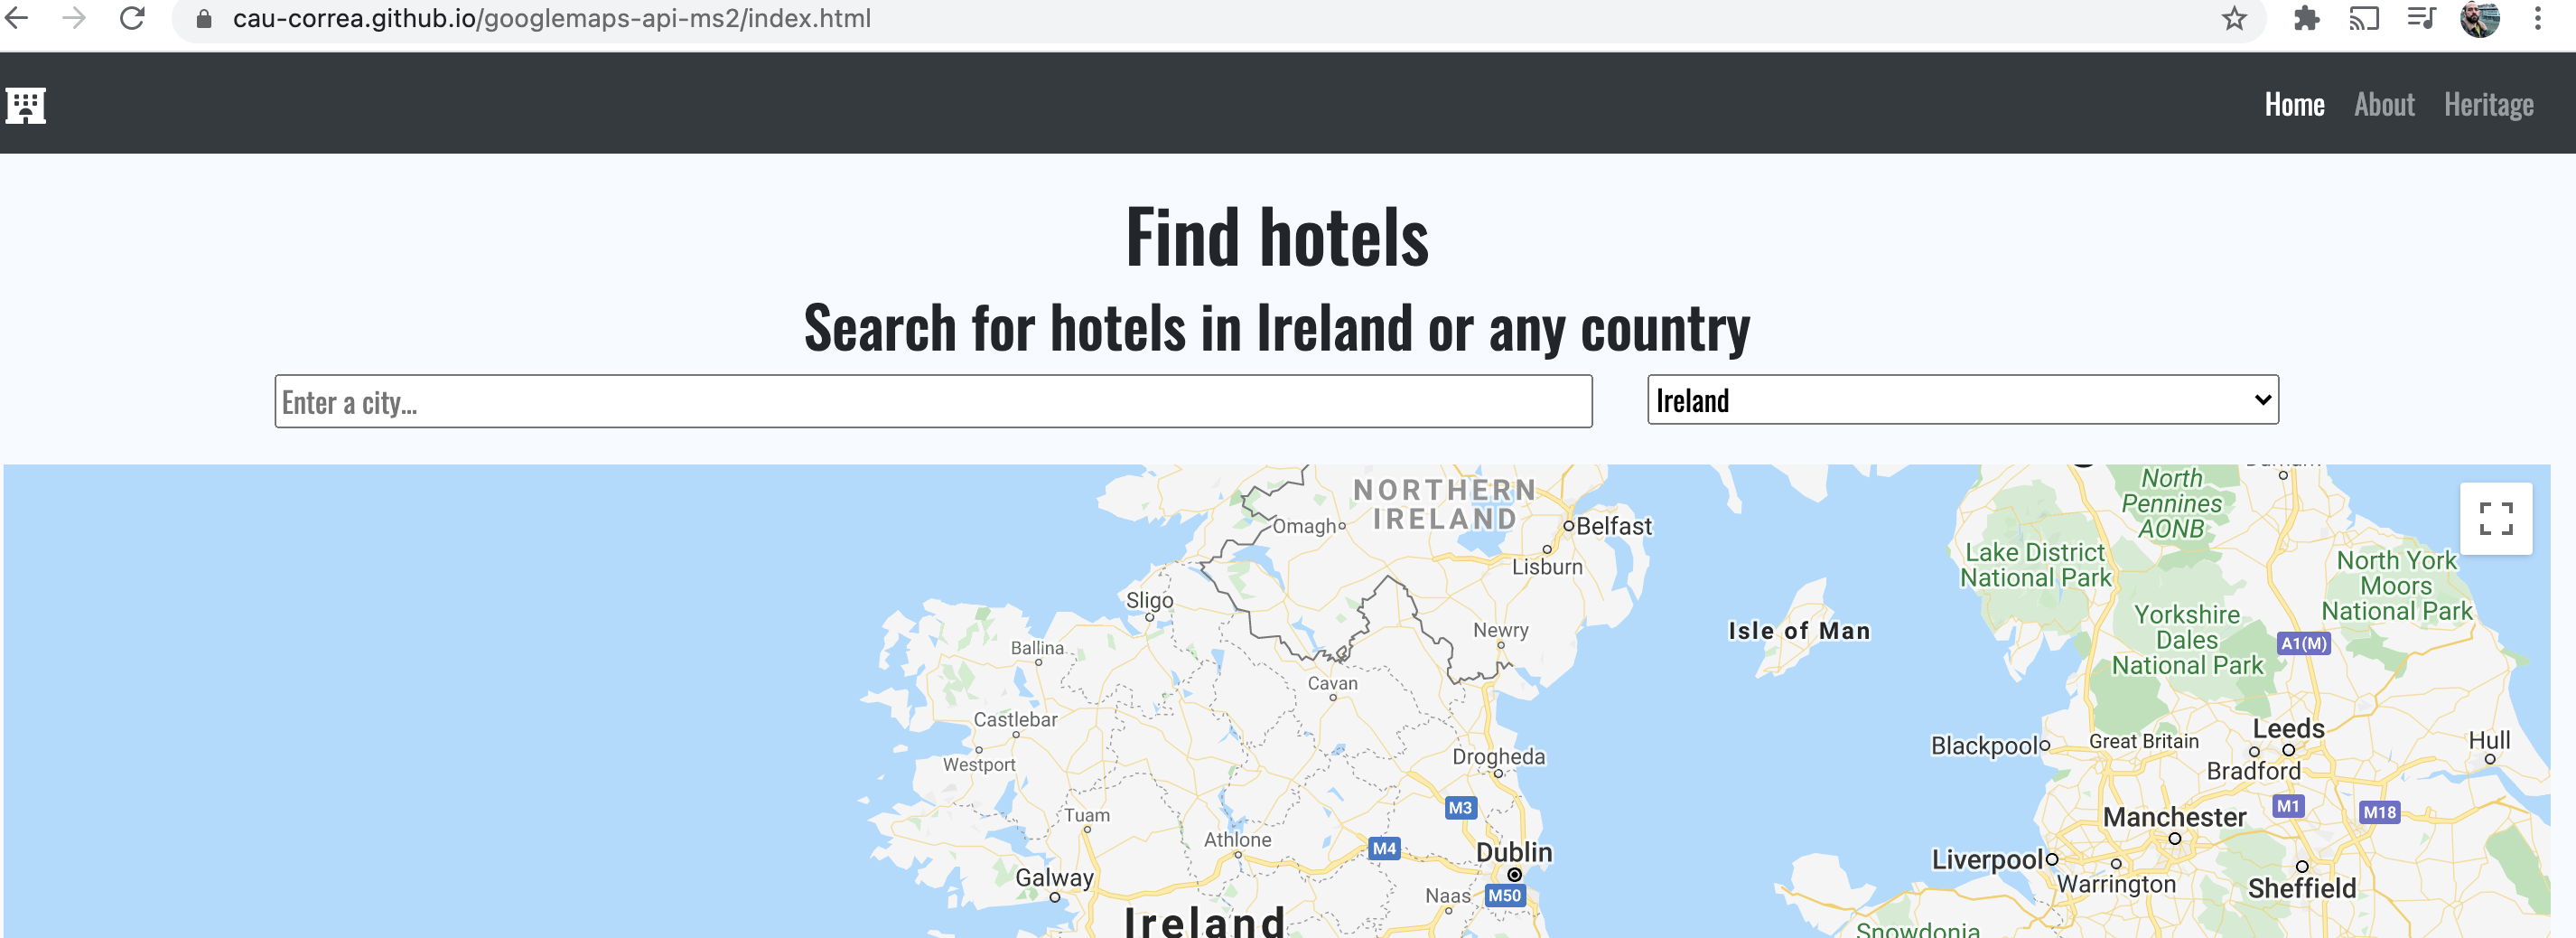 cau-correa.github.io/googlemaps-api-ms2/index.html
Home About Heritage
Find hotels
Search for hotels in Ireland or any country
Enter a city...
Ireland
NORTHERN
IRELAND
Omagh
Belfast
Lisburn
Sligo
Newry
Ballina
Cavan
Castlebar
Westport
Drogheda
M3
Tuam
Athlone
M4
Dublin
Galway
Naas
M50
Ireland
Isle of Man
North
Pennines
AONB
Lake District
National Park
North York
Moors
National Park
Yorkshire
Dales
National Park
A1(M)
Leeds
Hull
Blackpool
Great Britain
Bradford
M1
M18
Manchester
Liverpool
Warrington
Sheffield
Snowdonia